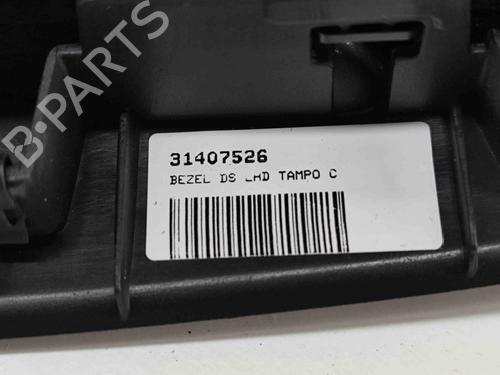 B-PARTS
31407526
BEZEL DS LHD TAMPO C